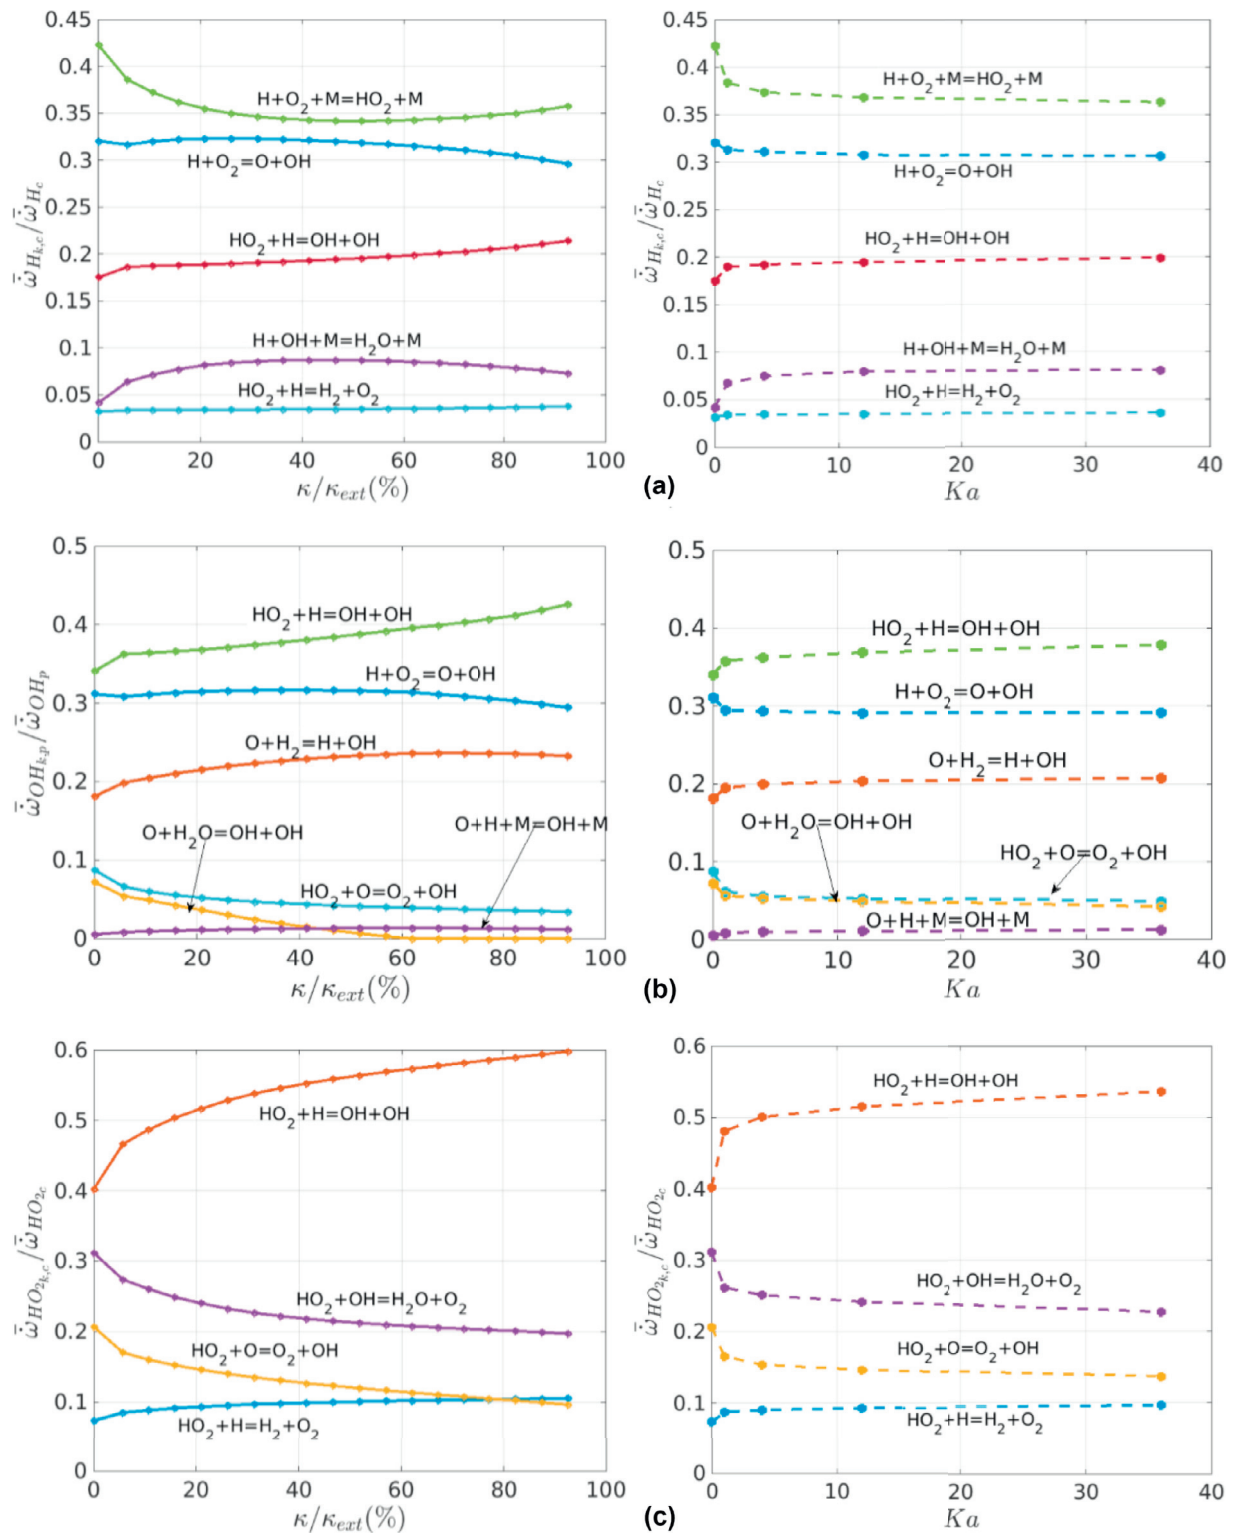 0.45
0.4
0.35
0.3
0.25
0.2
0.15
0.1
0.05
0
H+O2+M=HO2+M
H+O2=O+OH
HO2+H=OH+OH
H+OH+M=H2O+M
HO2+H=H2+O2
0 20 40 60 80 100
κ/κext(%)
ω̄̇Hk,c/ω̄̇Hc
0.45
0.4
0.35
0.3
0.25
0.2
0.15
0.1
0.05
0
H+O2+M=HO2+M
H+O2=O+OH
HO2+H=OH+OH
H+OH+M=H2O+M
HO2+H=H2+O2
0 10 20 30 40
Ka
ω̄̇Hk,c/ω̄̇Hc
(a)
0.5
0.4
0.3
0.2
0.1
0
HO2+H=OH+OH
H+O2=O+OH
O+H2=H+OH
O+H+M=OH+M
O+H2O=OH+OH
HO2+O=O2+OH
0 20 40 60 80 100
κ/κext(%)
ω̄̇OHk,p/ω̄̇OHp
0.5
0.4
0.3
0.2
0.1
0
HO2+H=OH+OH
H+O2=O+OH
O+H2=H+OH
O+H2O=OH+OH
HO2+O=O2+OH
O+H+M=OH+M
0 10 20 30 40
Ka
(b)
0.6
0.5
0.4
0.3
0.2
0.1
0
HO2+H=OH+OH
HO2+OH=H2O+O2
HO2+O=O2+OH
HO2+H=H2+O2
0 20 40 60 80 100
κ/κext(%)
ω̄̇HO2k,c/ω̄̇HO2c
0.6
0.5
0.4
0.3
0.2
0.1
0
HO2+H=OH+OH
HO2+OH=H2O+O2
HO2+O=O2+OH
HO2+H=H2+O2
0 10 20 30 40
Ka
ω̄̇HO2k,c/ω̄̇HO2c
(c)